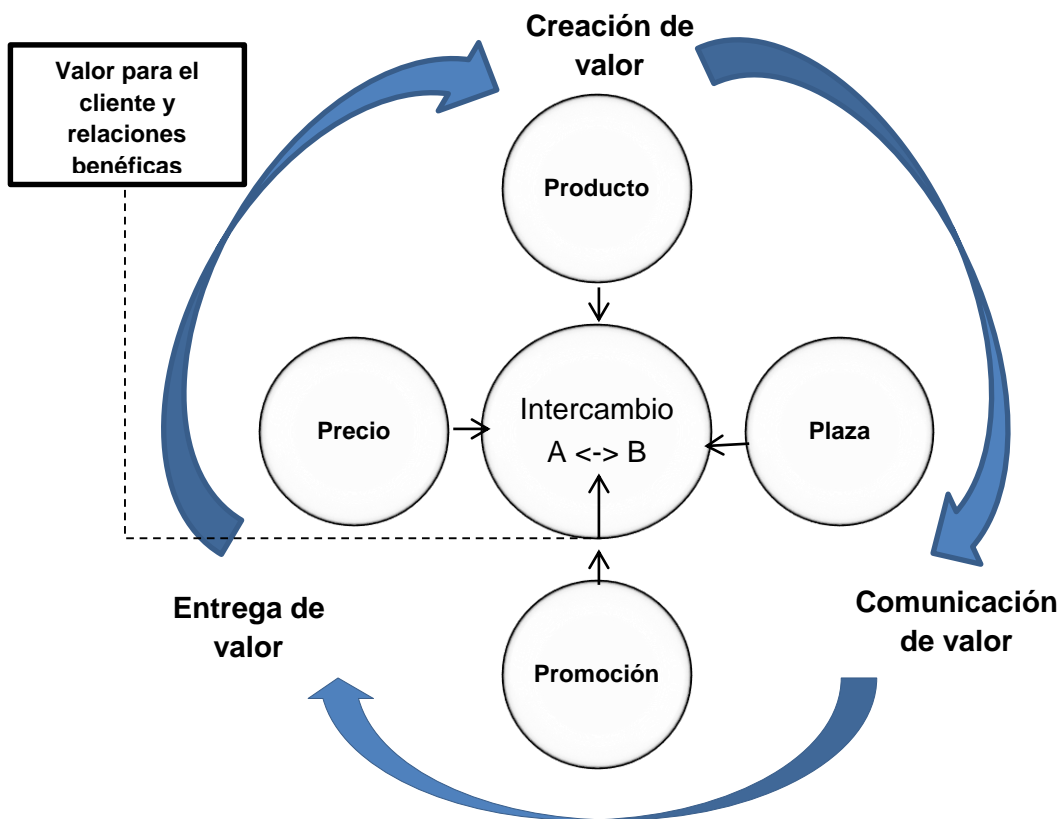 Creación de
valor
Valor para el
cliente y
relaciones
benéficas
Producto
Precio
Intercambio
A <-> B
Plaza
Entrega de
valor
Comunicación
de valor
Promoción